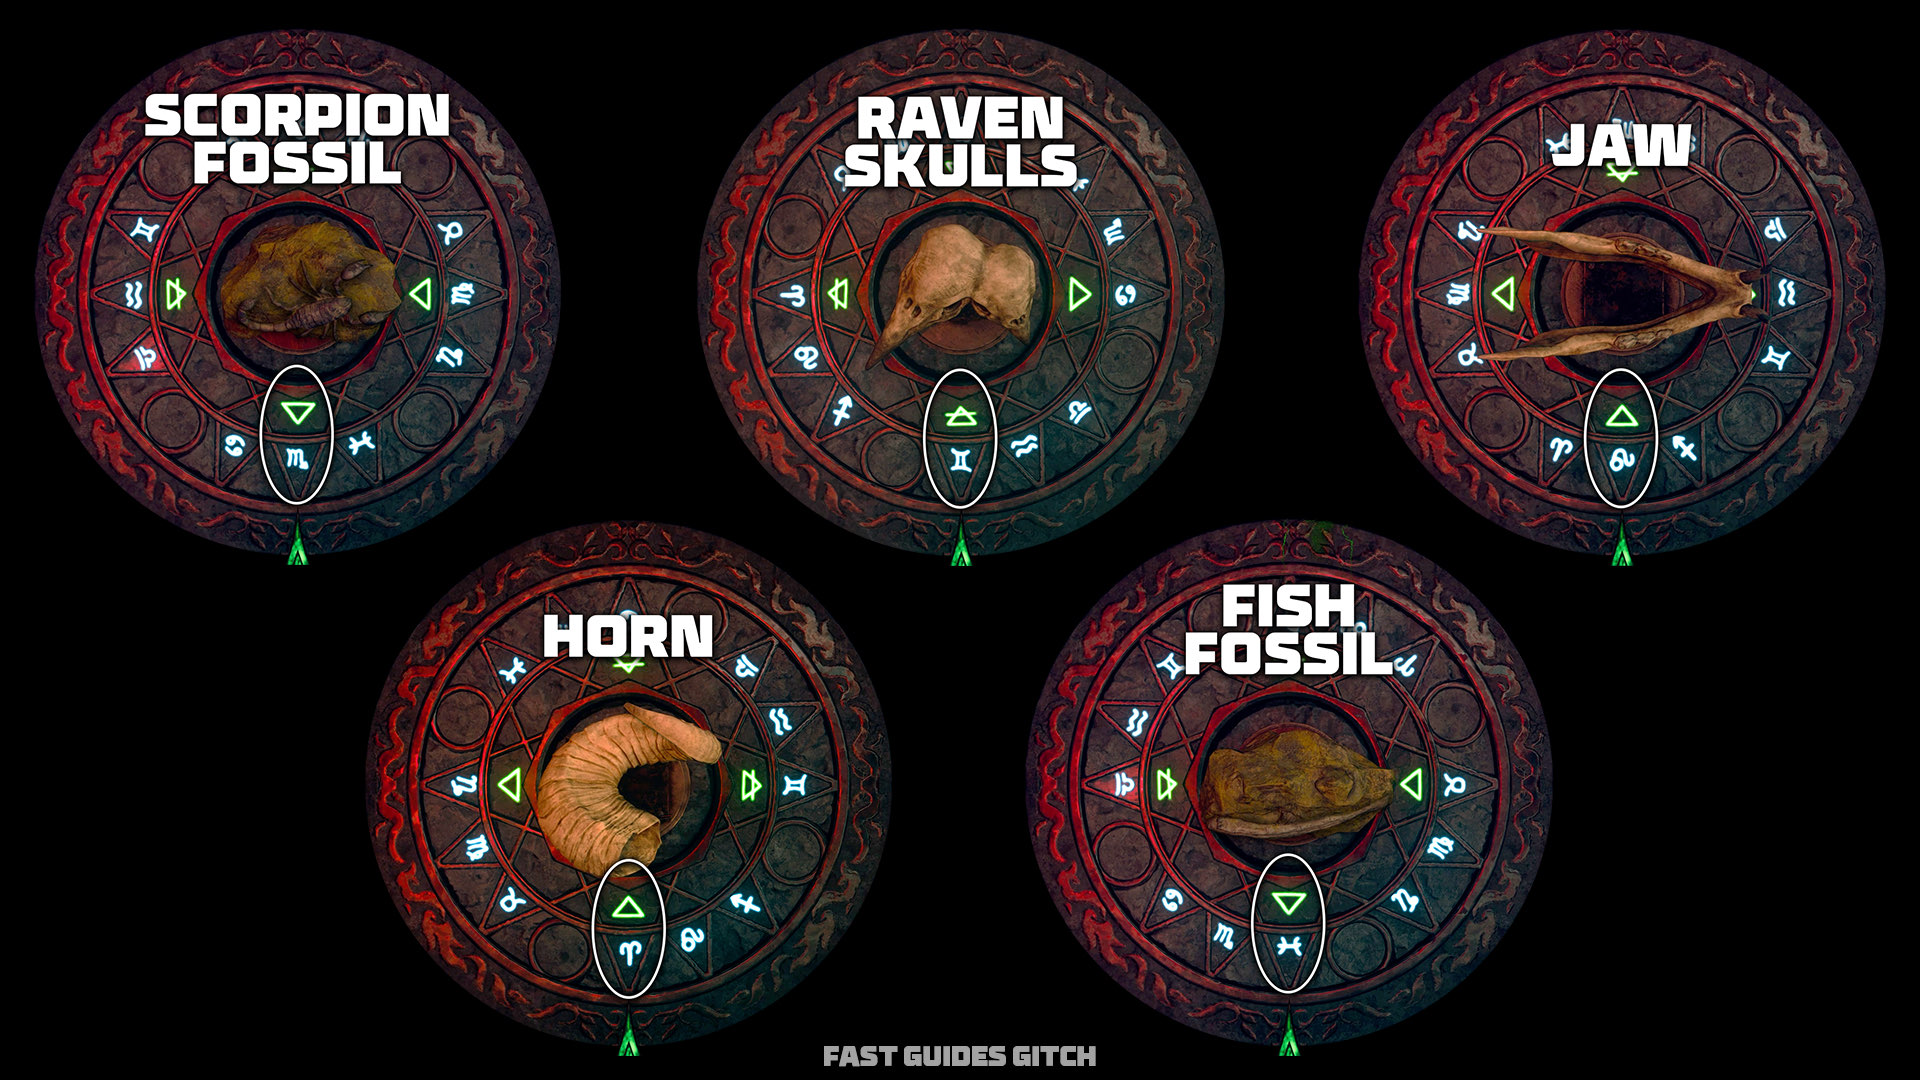 SCORPION
FOSSIL
RAVEN
SKULLS
JAW
HORN
FISH
FOSSIL
FAST GUIDES GITCH